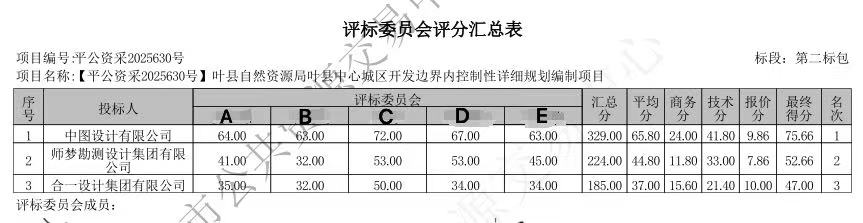 评标委员会评分汇总表
项目编号:平公资采2025630号 标段：第二标包
项目名称:【平公资采2025630号】叶县自然资源局叶县中心城区开发边界内控制性详细规划编制项目
序号 投标人 评标委员会 汇总分 平均分 商务分 技术分 报价分 最终得分 名次
A B C D E
1 中图设计有限公司 64.00 63.00 72.00 67.00 63.00 329.00 65.80 24.00 41.80 9.86 75.66 1
2 师梦勘测设计集团有限公司 41.00 32.00 53.00 53.00 45.00 224.00 44.80 11.80 33.00 7.86 52.66 2
3 合一设计集团有限公司 35.00 32.00 50.00 34.00 34.00 185.00 37.00 15.60 21.40 10.00 47.00 3
评标委员会成员：